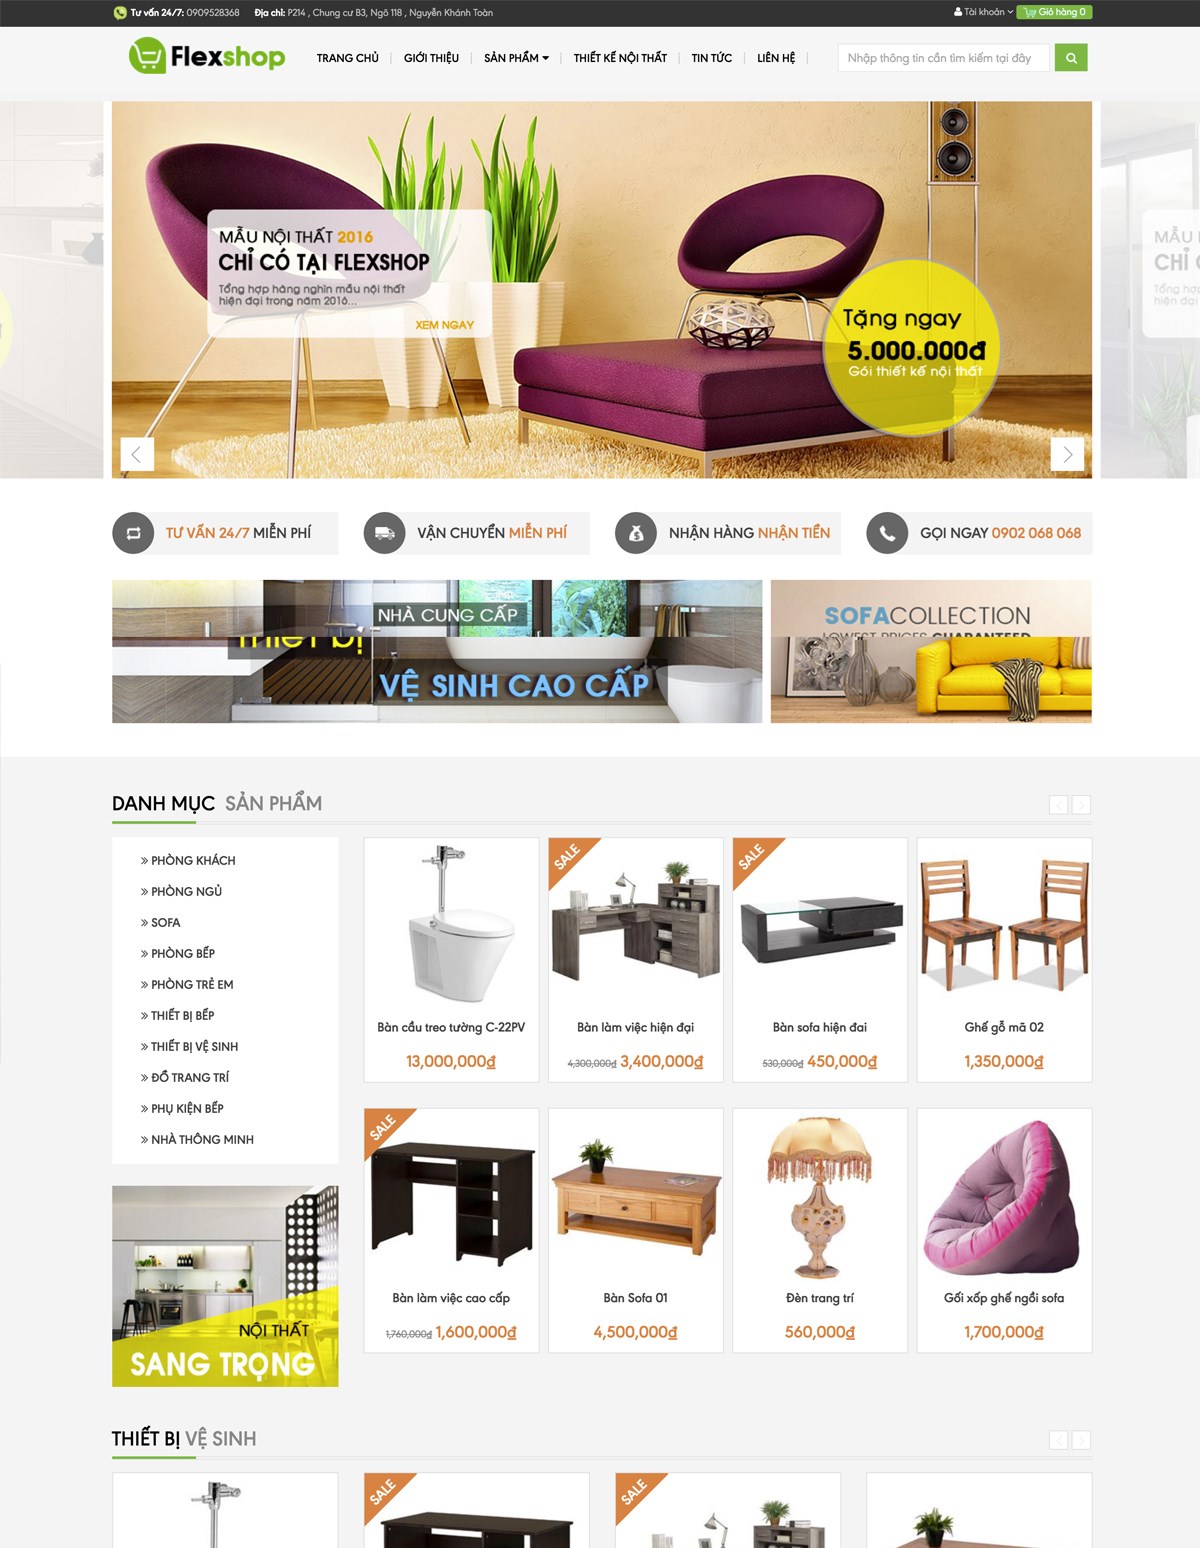 Tư vấn 24/7: 0909528368 Địa chỉ: P214 , Chung cư B3, Ngõ 118 , Nguyễn Khánh Toàn
Tài khoản Giỏ hàng 0
Flexshop
TRANG CHỦ GIỚI THIỆU SẢN PHẨM THIẾT KẾ NỘI THẤT TIN TỨC LIÊN HỆ
Nhập thông tin cần tìm kiếm tại đây
MẪU NỘI THẤT 2016
CHỈ CÓ TẠI FLEXSHOP
Tổng hợp hàng nghìn mẫu nội thất
hiện đại trong năm 2016...
XEM NGAY
Tặng ngay
5.000.000đ
Gói thiết kế nội thất
TƯ VẤN 24/7 MIỄN PHÍ
VẬN CHUYỂN MIỄN PHÍ
NHẬN HÀNG NHẬN TIỀN
GỌI NGAY 0902 068 068
NHÀ CUNG CẤP
Thiết bị
VỆ SINH CAO CẤP
SOFACOLLECTION
LOWEST PRICES GUARANTEED
DANH MỤC SẢN PHẨM
» PHÒNG KHÁCH
» PHÒNG NGỦ
» SOFA
» PHÒNG BẾP
» PHÒNG TRẺ EM
» THIẾT BỊ BẾP
» THIẾT BỊ VỆ SINH
» ĐỒ TRANG TRÍ
» PHỤ KIỆN BẾP
» NHÀ THÔNG MINH
NỘI THẤT
SANG TRỌNG
Bàn cầu treo tường C-22PV
13,000,000₫
SALE
Bàn làm việc hiện đại
4,300,000₫ 3,400,000₫
SALE
Bàn sofa hiện đai
530,000₫ 450,000₫
Ghế gỗ mã 02
1,350,000₫
SALE
Bàn làm việc cao cấp
1,760,000₫ 1,600,000₫
Bàn Sofa 01
4,500,000₫
Đèn trang trí
560,000₫
Gối xốp ghế ngồi sofa
1,700,000₫
THIẾT BỊ VỆ SINH
SALE
SALE